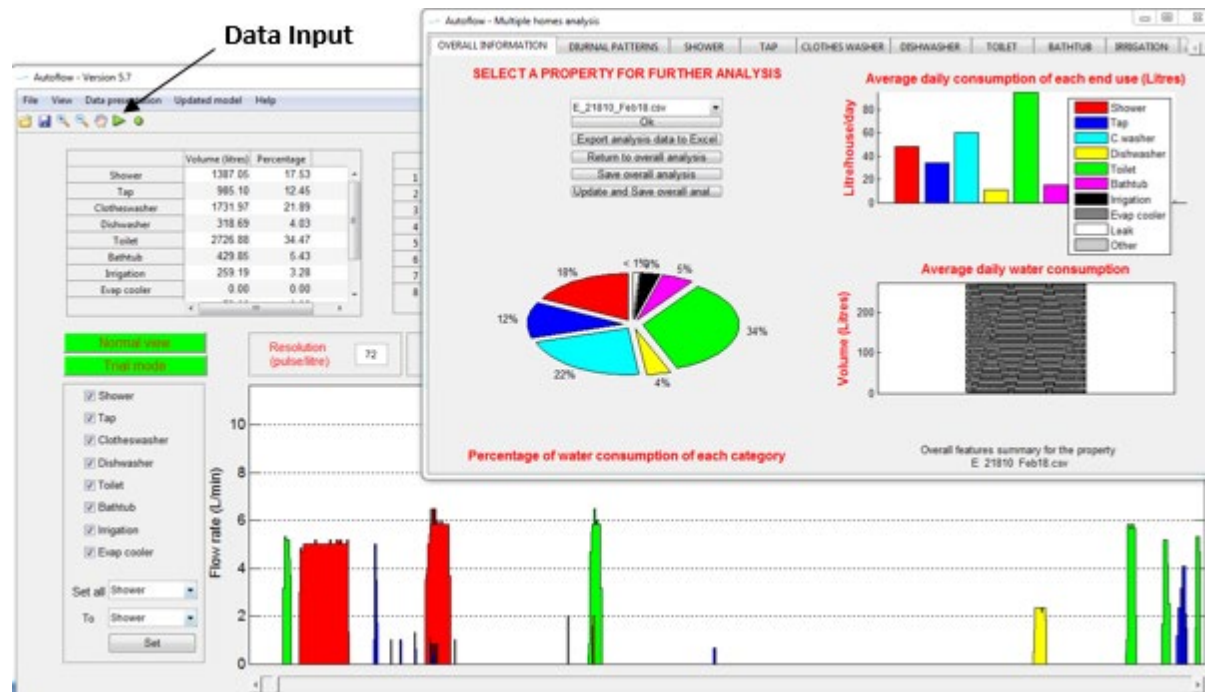 Data Input
Autoflow - Multiple homes analysis
OVERALL INFORMATION DIURNAL PATTERNS SHOWER TAP CLOTHES WASHER DISHWASHER TOILET BATHTUB IRRIGATION
SELECT A PROPERTY FOR FURTHER ANALYSIS
E_21810_Feb18.csv
Ok
Export analysis data to Excel
Return to overall analysis
Save overall analysis
Update and Save overall anal...
Average daily consumption of each end use (Litres)
Litre/house/day
80
60
40
20
0
Shower
Tap
C.washer
Dishwasher
Toilet
Bathtub
Irrigation
Evap cooler
Leak
Other
< 1%
5%
34%
4%
22%
12%
18%
Percentage of water consumption of each category
Average daily water consumption
Volume (Litres)
200
100
0
Overall features summary for the property
E_21810_Feb18.csv
Autoflow - Version 5.7
File View Data presentation Updated model Help
Volume (litres) Percentage
Shower 1387.05 17.53
Tap 985.10 12.45
Clotheswasher 1731.97 21.89
Dishwasher 318.69 4.03
Toilet 2726.88 34.47
Bathtub 429.85 5.43
Irrigation 259.19 3.28
Evap cooler 0.00 0.00
1
2
3
4
5
6
7
8
Normal view
Trial mode
Resolution
(pulse/litre)
72
Shower
Tap
Clotheswasher
Dishwasher
Toilet
Bathtub
Irrigation
Evap cooler
Set all Shower
To Shower
Set
Flow rate (L/min)
10
8
6
4
2
0